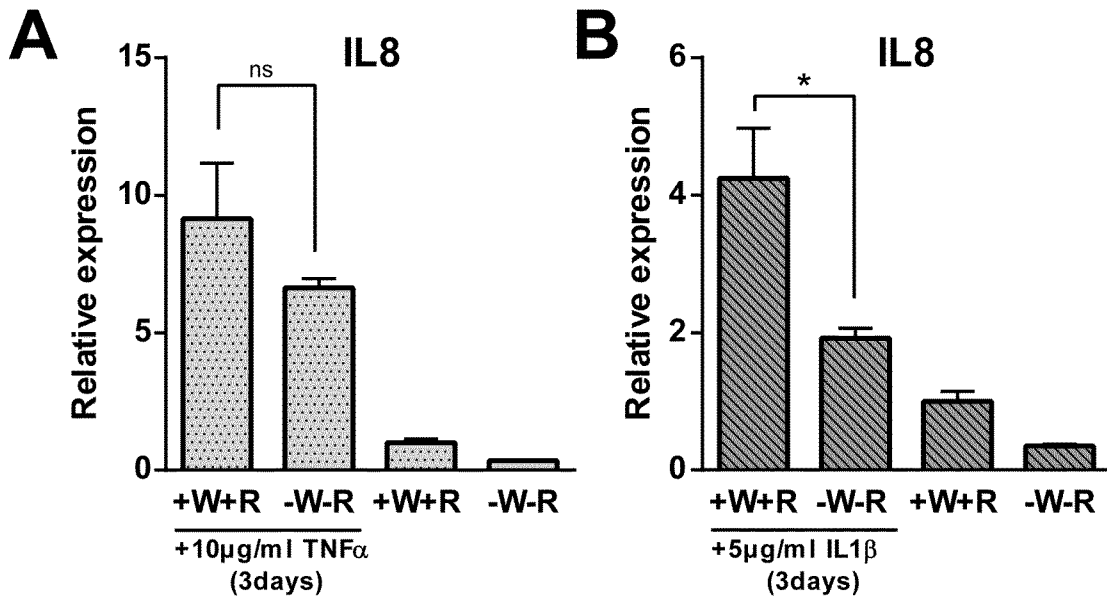 A
IL8
15
ns
10
5
0
Relative expression
+W+R -W-R +W+R -W-R
+10µg/ml TNFα
(3days)
B
IL8
6
*
4
2
0
Relative expression
+W+R -W-R +W+R -W-R
+5µg/ml IL1β
(3days)